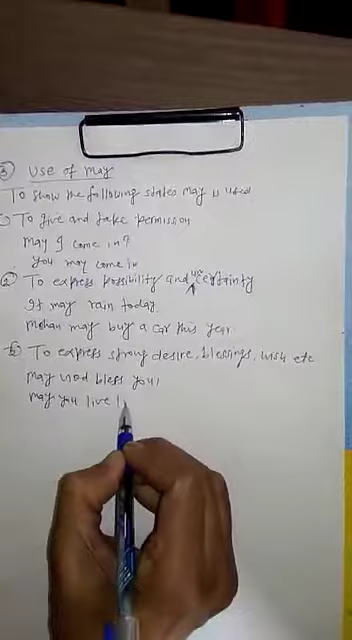 ③ Use of May
To show the following states may is used
① To give and take permission
May I come in?
You may come in
② To express possibility and uncertainty
It may rain today.
Mohan may buy a car this year.
③ To express strong desire, blessings, wish etc
May God bless you!
May you live l